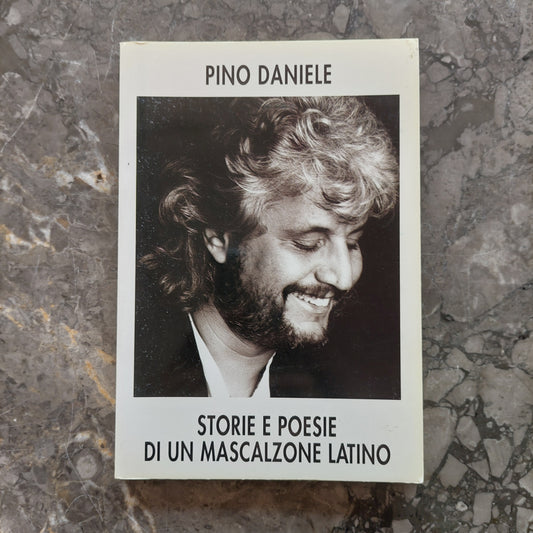 PINO DANIELE
STORIE E POESIE
DI UN MASCALZONE LATINO